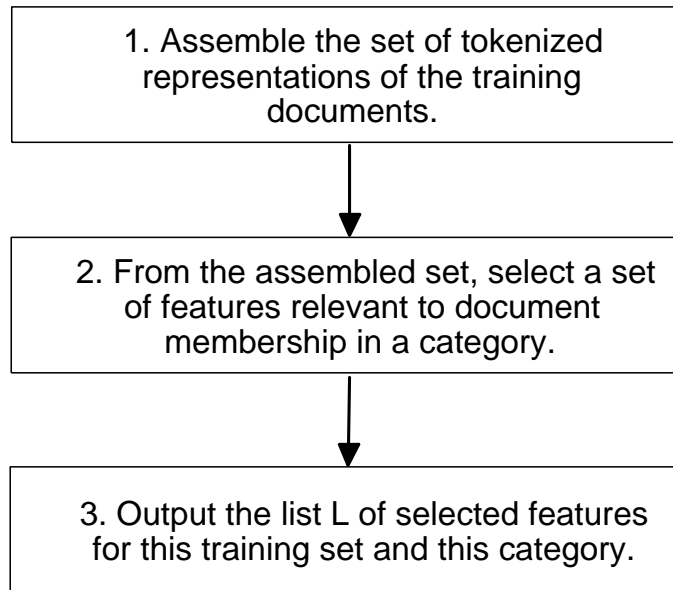 1. Assemble the set of tokenized
representations of the training
documents.
2. From the assembled set, select a set
of features relevant to document
membership in a category.
3. Output the list L of selected features
for this training set and this category.